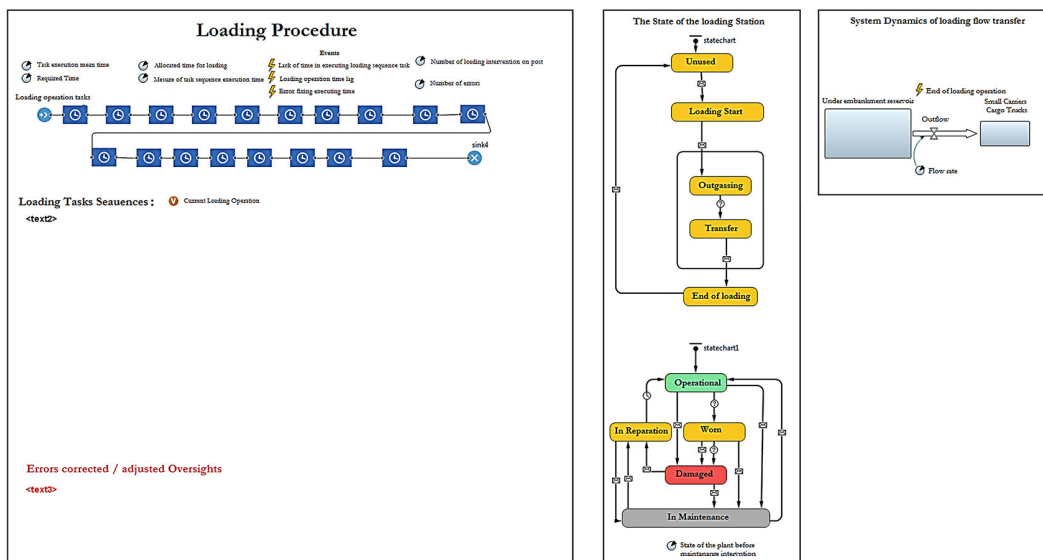 Loading Procedure
Events
Task execution mean time
Allocated time for loading
Lack of time in executing loading sequence task
Number of loading intervention on post
Required Time
Mesure of task sequence execution time
Loading operation time lag
Number of errors
Error fixing executing time
Loading operation tasks
sink4
Loading Tasks Seauences :
V
Current Loading Operation
<text2>
Errors corrected / adjusted Oversights
<text3>
The State of the loading Station
statechart
Unused
Loading Start
Outgassing
?
Transfer
End of loading
statechart1
Operational
?
In Reparation
Worn
?
Damaged
In Maintenance
State of the plant before
maintanance intervntion
System Dynamics of loading flow transfer
End of loading operation
Under embankment reservoir
Small Carriers
Cargo Trucks
Outflow
Flow rate